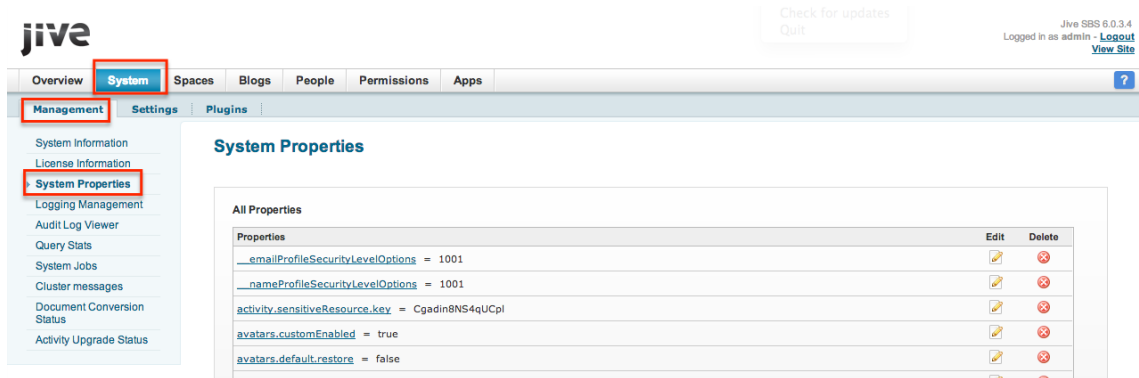 jive
Check for updates
Quit
Jive SBS 6.0.3.4
Logged in as admin - Logout
View Site
Overview System Spaces Blogs People Permissions Apps ?
Management Settings Plugins
System Information
License Information
System Properties
Logging Management
Audit Log Viewer
Query Stats
System Jobs
Cluster messages
Document Conversion
Status
Activity Upgrade Status
System Properties
All Properties
Properties Edit Delete
__emailProfileSecurityLevelOptions = 1001
__nameProfileSecurityLevelOptions = 1001
activity.sensitiveResource.key = Cgadin8NS4qUCpl
avatars.customEnabled = true
avatars.default.restore = false